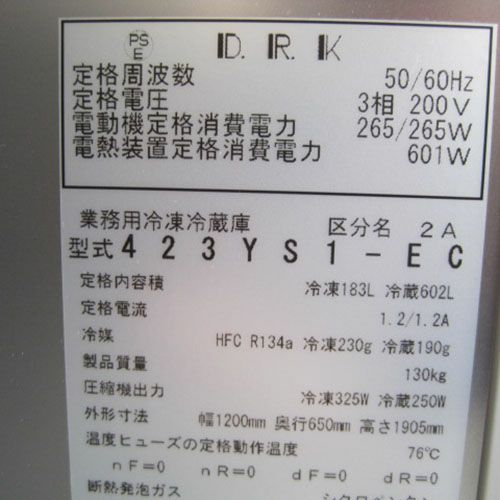 PS E D.R.K
定格周波数 50/60Hz
定格電圧 3相 200V
電動機定格消費電力 265/265W
電熱装置定格消費電力 601W
業務用冷凍冷蔵庫 区分名 2A
型式 423YS1-EC
定格内容積 冷凍183L 冷蔵602L
定格電流 1.2/1.2A
冷媒 HFC R134a 冷凍230g 冷蔵190g
製品質量 130kg
圧縮機出力 冷凍325W 冷蔵250W
外形寸法 幅1200mm 奥行650mm 高さ1905mm
温度ヒューズの定格動作温度 76℃
nF=0 nR=0 dF=0 dR=0
断熱発泡ガス